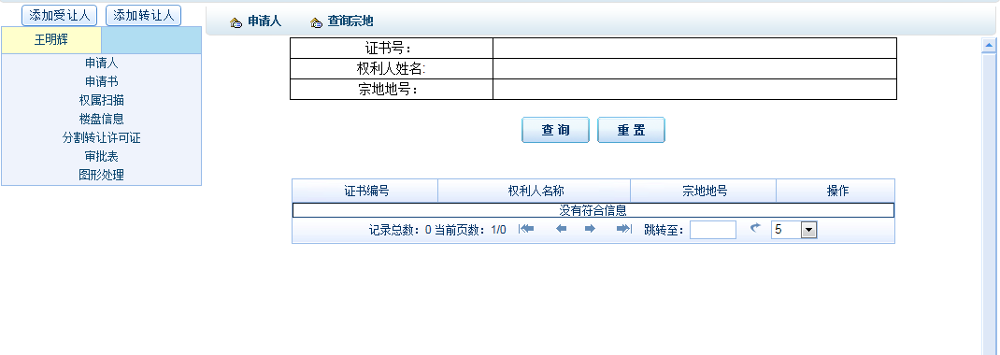 添加受让人 添加转让人
王明辉
申请人
申请书
权属扫描
楼盘信息
分割转让许可证
审批表
图形处理
申请人 查询宗地
证书号：
权利人姓名:
宗地地号：
查 询 重 置
证书编号 权利人名称 宗地地号 操作
没有符合信息
记录总数：0 当前页数：1/0 跳转至： 5